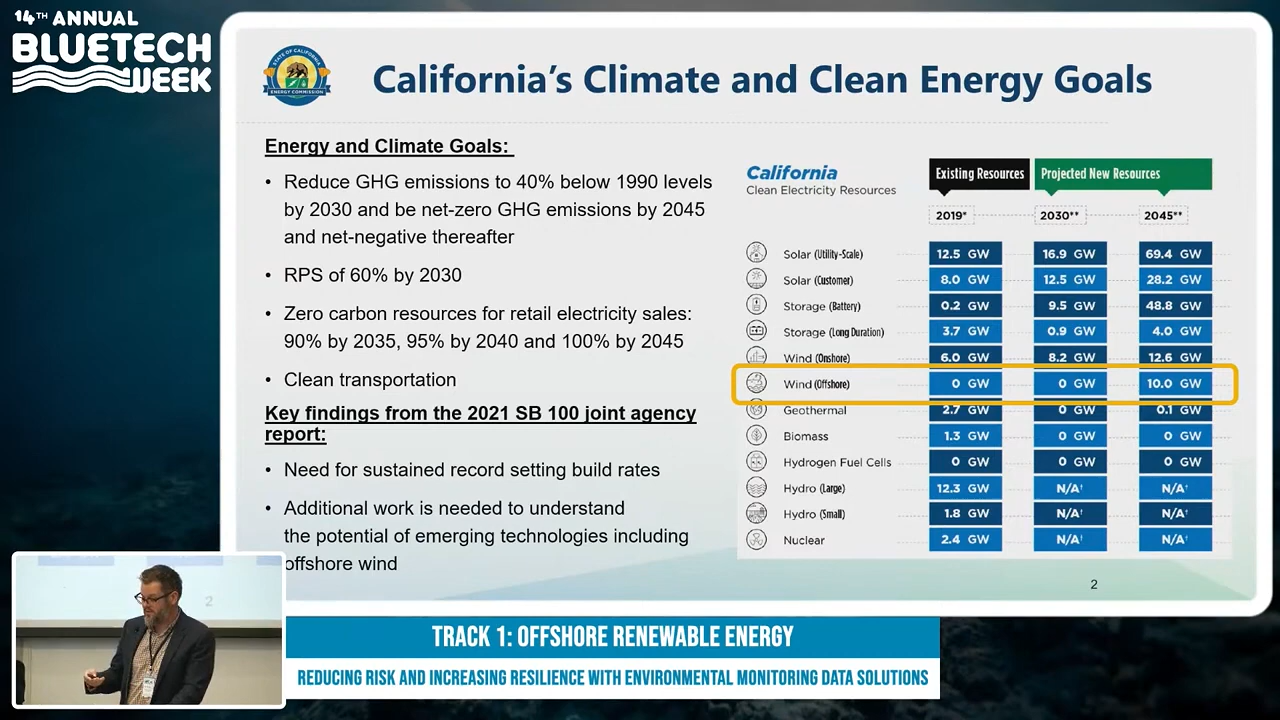 14TH ANNUAL
BLUETECH
WEEK
STATE OF CALIFORNIA
ENERGY COMMISSION
California's Climate and Clean Energy Goals
Energy and Climate Goals:
• Reduce GHG emissions to 40% below 1990 levels
by 2030 and be net-zero GHG emissions by 2045
and net-negative thereafter
• RPS of 60% by 2030
• Zero carbon resources for retail electricity sales:
90% by 2035, 95% by 2040 and 100% by 2045
• Clean transportation
Key findings from the 2021 SB 100 joint agency
report:
• Need for sustained record setting build rates
• Additional work is needed to understand
the potential of emerging technologies including
offshore wind
California
Clean Electricity Resources
Existing Resources Projected New Resources
2019* 2030** 2045**
Solar (Utility-Scale) 12.5 GW 16.9 GW 69.4 GW
Solar (Customer) 8.0 GW 12.5 GW 28.2 GW
Storage (Battery) 0.2 GW 9.5 GW 48.8 GW
Storage (Long Duration) 3.7 GW 0.9 GW 4.0 GW
Wind (Onshore) 6.0 GW 8.2 GW 12.6 GW
Wind (Offshore) 0 GW 0 GW 10.0 GW
Geothermal 2.7 GW 0 GW 0.1 GW
Biomass 1.3 GW 0 GW 0 GW
Hydrogen Fuel Cells 0 GW 0 GW 0 GW
Hydro (Large) 12.3 GW N/A† N/A†
Hydro (Small) 1.8 GW N/A† N/A†
Nuclear 2.4 GW N/A† N/A†
2
2
TRACK 1: OFFSHORE RENEWABLE ENERGY
REDUCING RISK AND INCREASING RESILIENCE WITH ENVIRONMENTAL MONITORING DATA SOLUTIONS